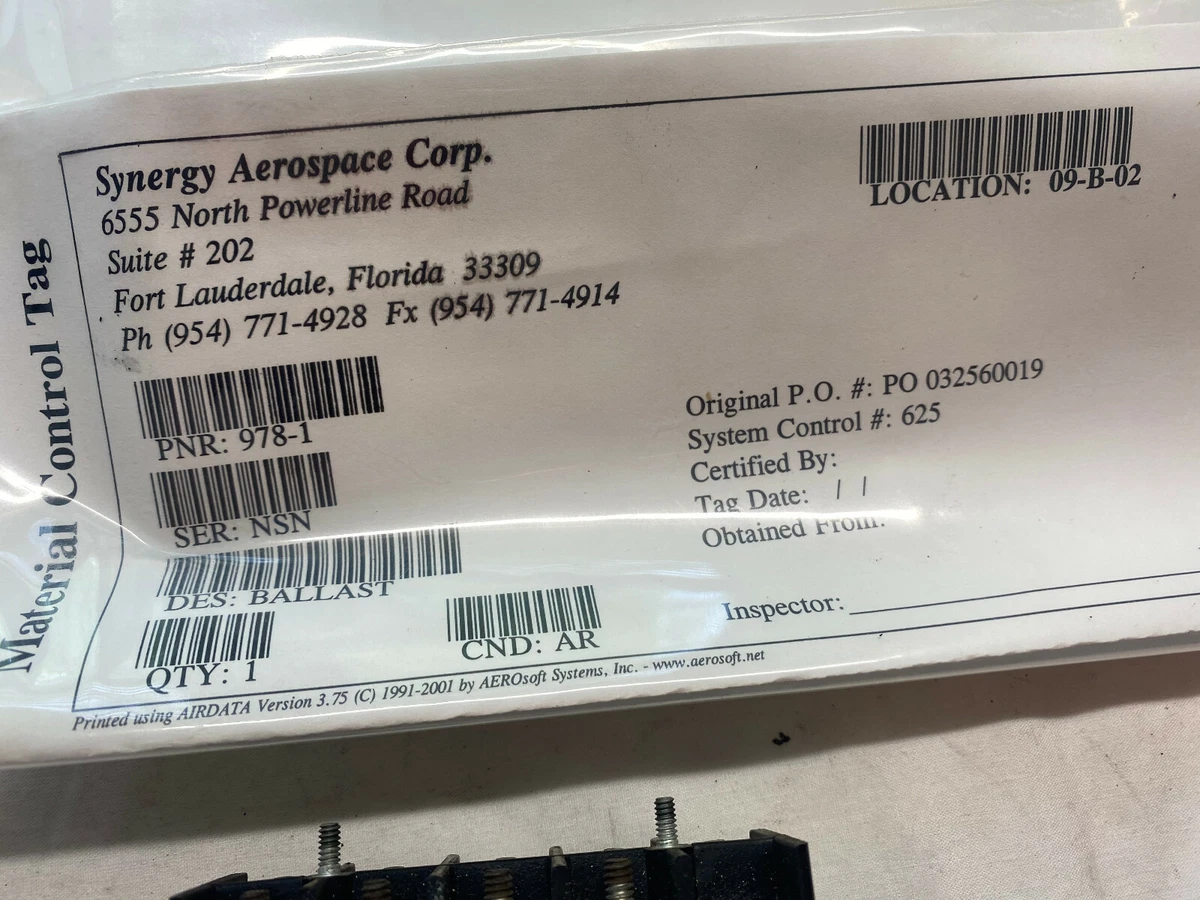 Material Control Tag
Synergy Aerospace Corp.
6555 North Powerline Road
Suite # 202
Fort Lauderdale, Florida 33309
Ph (954) 771-4928 Fx (954) 771-4914
LOCATION: 09-B-02
PNR: 978-1
SER: NSN
DES: BALLAST
QTY: 1
CND: AR
Original P.O. #: PO 032560019
System Control #: 625
Certified By:
Tag Date: / /
Obtained From:
Inspector:
Printed using AIRDATA Version 3.75 (C) 1991-2001 by AEROsoft Systems, Inc. - www.aerosoft.net